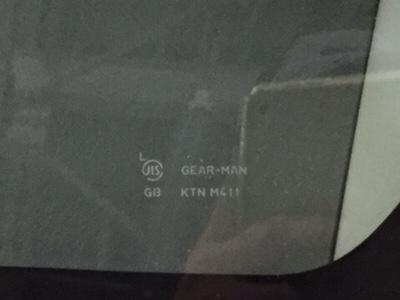 JIS GEAR-MAN
GB KTN M411